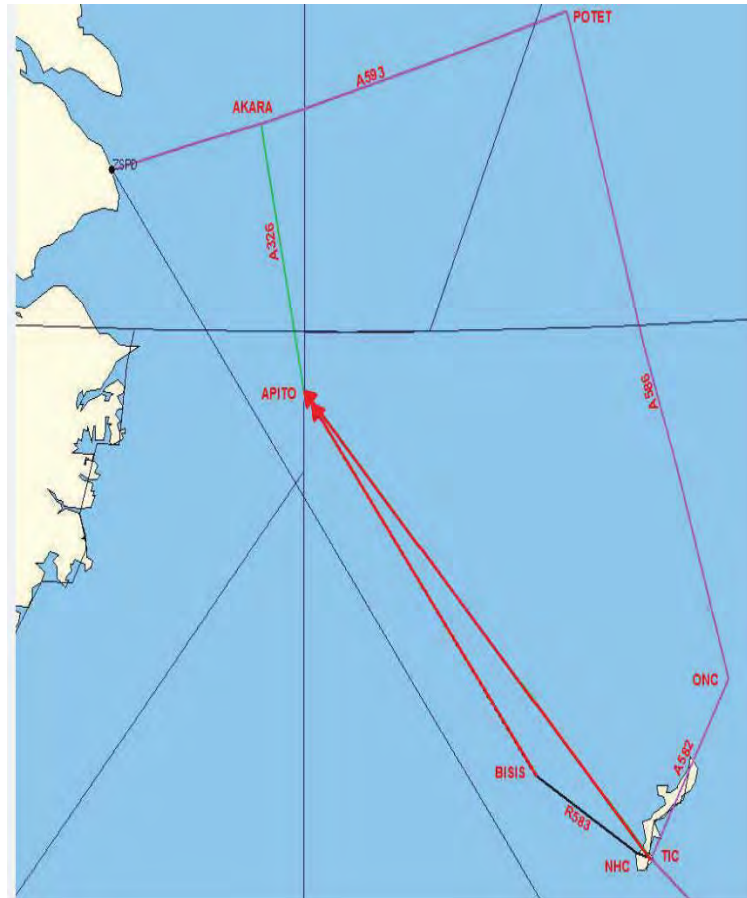 POTET
A593
AKARA
ZSPD
A326
A586
APITO
ONC
A582
BISIS
R583
NHC
TIC